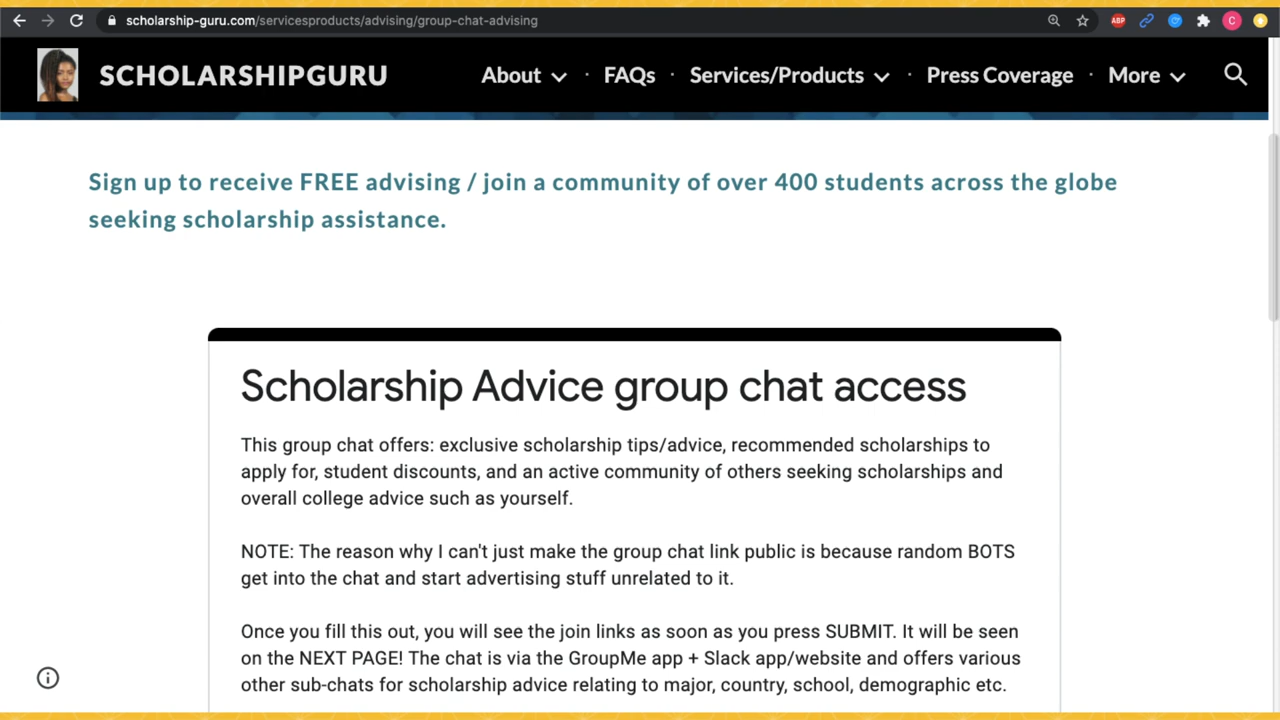 scholarship-guru.com/servicesproducts/advising/group-chat-advising
ABP
C
SCHOLARSHIPGURU
About · FAQs · Services/Products · Press Coverage · More
Sign up to receive FREE advising / join a community of over 400 students across the globe
seeking scholarship assistance.
Scholarship Advice group chat access
This group chat offers: exclusive scholarship tips/advice, recommended scholarships to
apply for, student discounts, and an active community of others seeking scholarships and
overall college advice such as yourself.
NOTE: The reason why I can't just make the group chat link public is because random BOTS
get into the chat and start advertising stuff unrelated to it.
Once you fill this out, you will see the join links as soon as you press SUBMIT. It will be seen
on the NEXT PAGE! The chat is via the GroupMe app + Slack app/website and offers various
other sub-chats for scholarship advice relating to major, country, school, demographic etc.